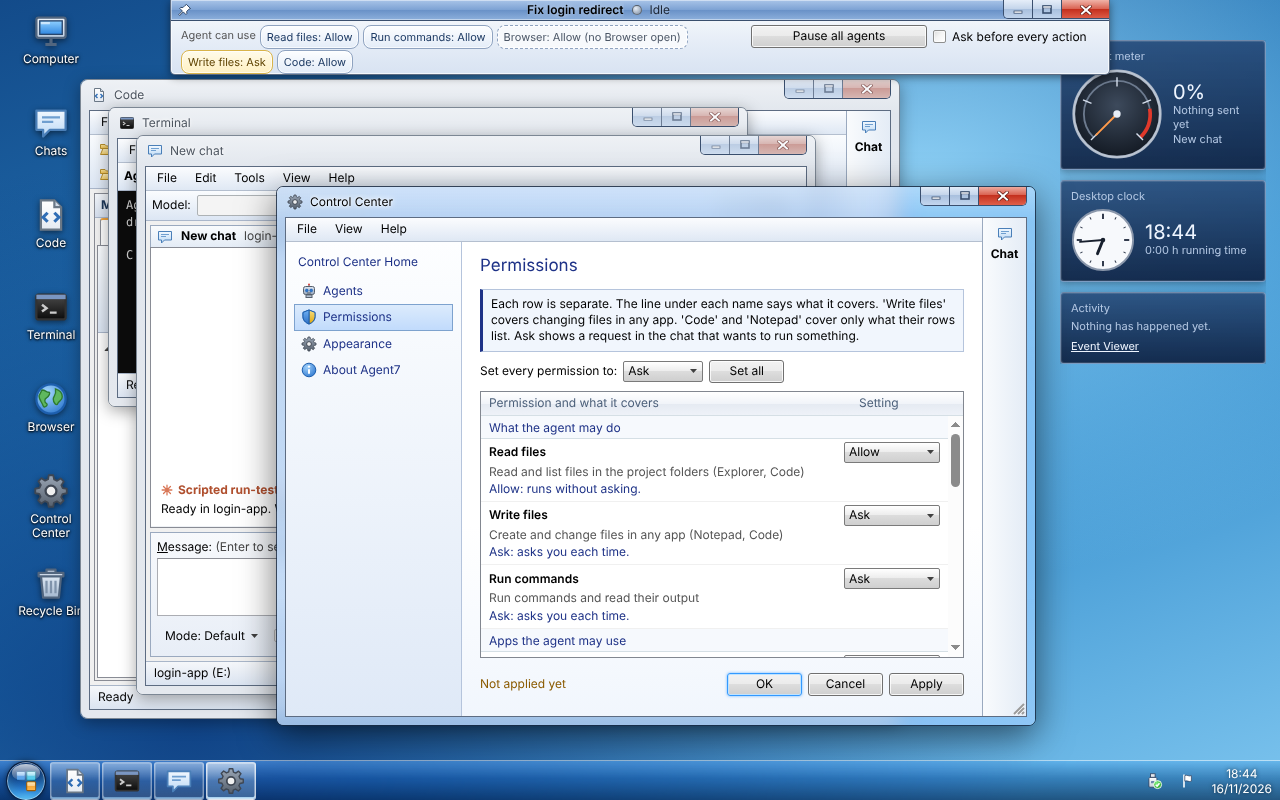 Fix login redirect Idle
Agent can use Read files: Allow Run commands: Allow Browser: Allow (no Browser open)
Write files: Ask Code: Allow
Pause all agents Ask before every action
Computer
Chats
Code
Terminal
Browser
Control
Center
Recycle Bin
Code
Terminal
New chat
File Edit Tools View Help
Model:
New chat login-
Scripted run-test
Ready in login-app.
Message: (Enter to se
Mode: Default
login-app (E:)
Ready
Chat
Control Center
File View Help
Control Center Home
Agents
Permissions
Appearance
About Agent7
Permissions
Each row is separate. The line under each name says what it covers. 'Write files'
covers changing files in any app. 'Code' and 'Notepad' cover only what their rows
list. Ask shows a request in the chat that wants to run something.
Set every permission to: Ask Set all
Permission and what it covers Setting
What the agent may do
Read files Allow
Read and list files in the project folders (Explorer, Code)
Allow: runs without asking.
Write files Ask
Create and change files in any app (Notepad, Code)
Ask: asks you each time.
Run commands Ask
Run commands and read their output
Ask: asks you each time.
Apps the agent may use
Not applied yet OK Cancel Apply
Chat
meter
0%
Nothing sent
yet
New chat
Desktop clock
18:44
0:00 h running time
Activity
Nothing has happened yet.
Event Viewer
18:44
16/11/2026